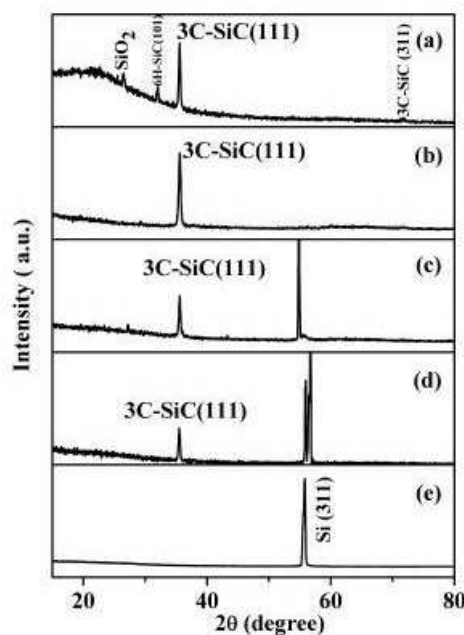 3C-SiC(111)
(a)
SiO2
6H-SiC(101)
3C-SiC (311)
3C-SiC(111)
(b)
3C-SiC(111)
(c)
3C-SiC(111)
(d)
(e)
Si (311)
Intensity ( a.u.)
20 40 60 80
2θ (degree)